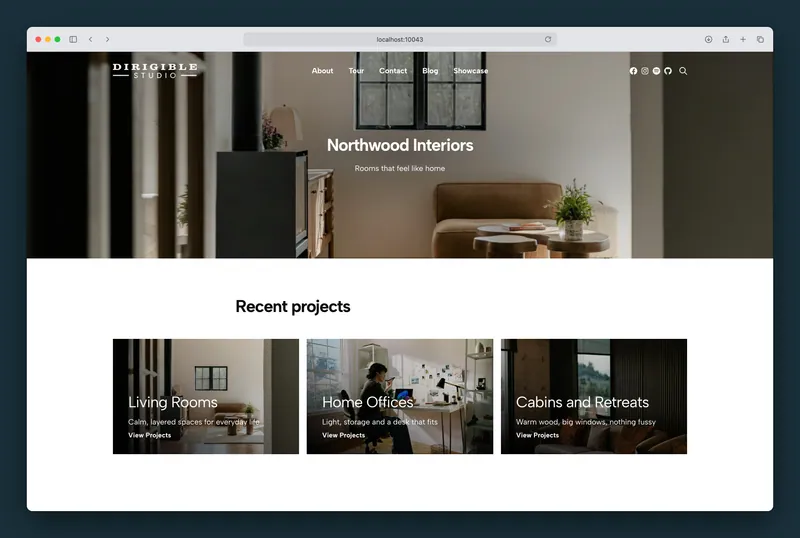 localhost:10043
DIRIGIBLE
STUDIO
About Tour Contact Blog Showcase
Northwood Interiors
Rooms that feel like home
Recent projects
Living Rooms
Calm, layered spaces for everyday life
View Projects
Home Offices
Light, storage and a desk that fits
View Projects
Cabins and Retreats
Warm wood, big windows, nothing fussy
View Projects